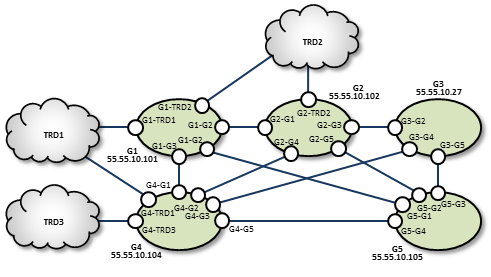 TRD2
G2
55.55.10.102
G3
55.55.10.27
G1-TRD2
G2-TRD2
TRD1
G1-TRD1
G1-G2
G2-G1
G2-G3
G3-G2
G1-G3
G1-G2
G2-G4
G2-G5
G3-G4
G3-G5
G1
55.55.10.101
G4-G1
TRD3
G4-TRD1
G4-G2
G4-G3
G4-TRD3
G4-G5
G5-G2
G5-G3
G5-G1
G5-G4
G4
55.55.10.104
G5
55.55.10.105